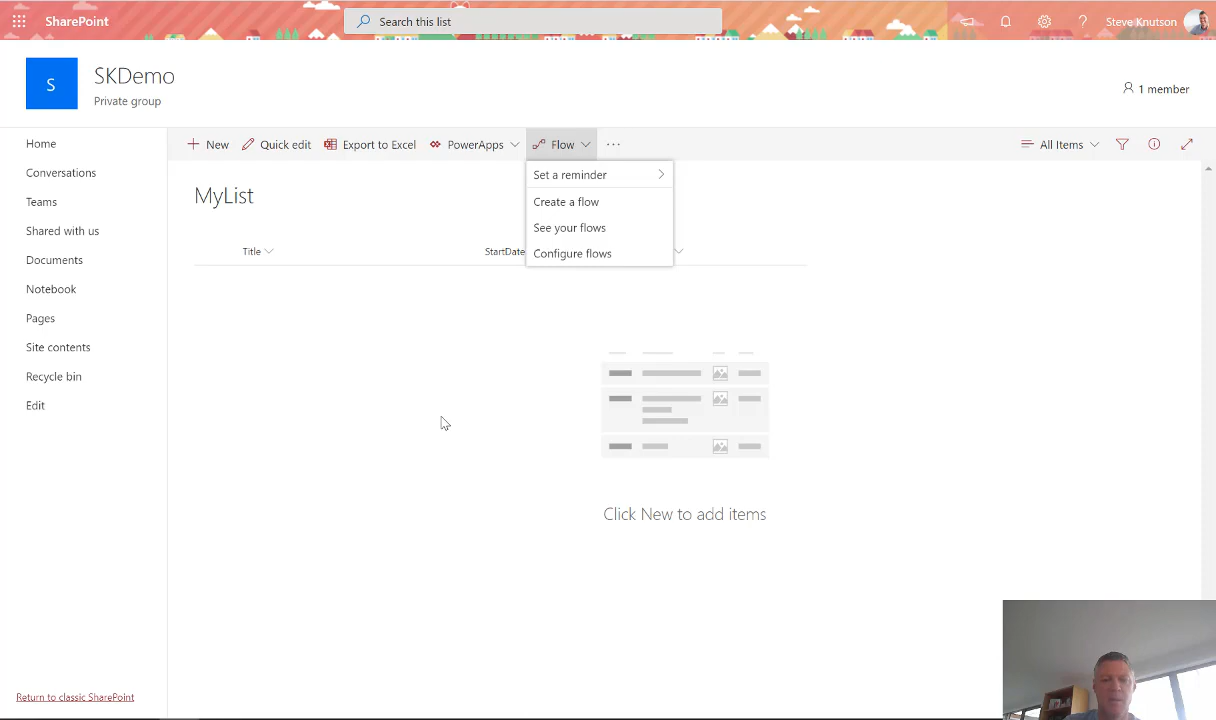 SharePoint
Search this list
Steve Knutson
S
SKDemo
Private group
1 member
Home
Conversations
Teams
Shared with us
Documents
Notebook
Pages
Site contents
Recycle bin
Edit
Return to classic SharePoint
New
Quick edit
Export to Excel
PowerApps
Flow
All Items
Set a reminder
Create a flow
See your flows
Configure flows
MyList
Title
StartDate
Click New to add items